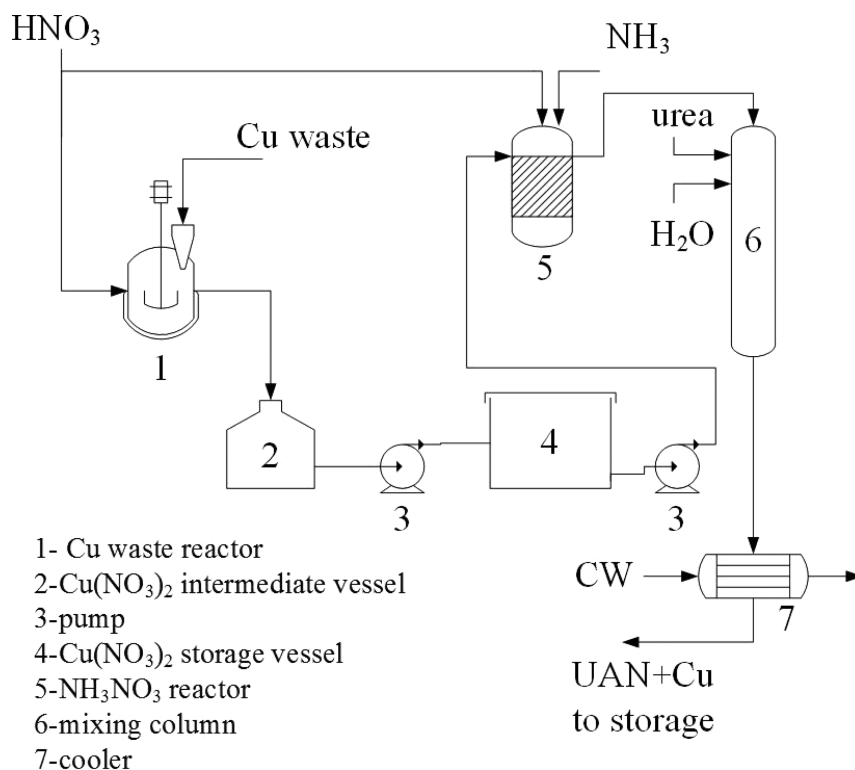 HNO₃
NH₃
Cu waste
urea
H₂O
5
6
1
2
4
3
3
CW
7
UAN+Cu
to storage
1- Cu waste reactor
2-Cu(NO₃)₂ intermediate vessel
3-pump
4-Cu(NO₃)₂ storage vessel
5-NH₃NO₃ reactor
6-mixing column
7-cooler